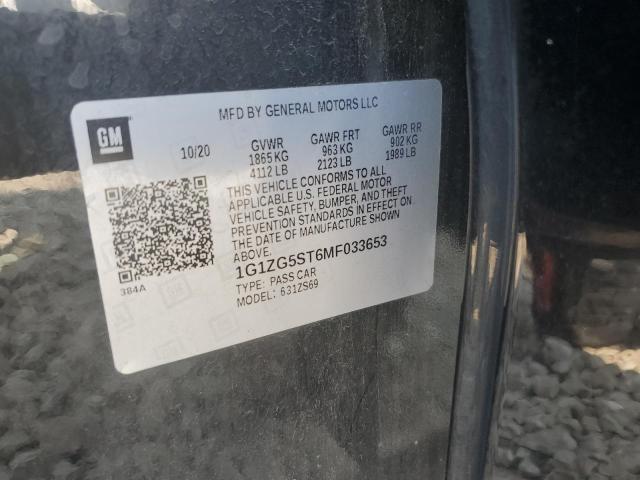 MFD BY GENERAL MOTORS LLC
GM
10/20 GVWR GAWR FRT GAWR RR
1865 KG 963 KG 902 KG
4112 LB 2123 LB 1989 LB
THIS VEHICLE CONFORMS TO ALL
APPLICABLE U.S. FEDERAL MOTOR
VEHICLE SAFETY, BUMPER, AND THEFT
PREVENTION STANDARDS IN EFFECT ON
THE DATE OF MANUFACTURE SHOWN
ABOVE.
1G1ZG5ST6MF033653
384A
TYPE: PASS CAR
MODEL: 631ZS69